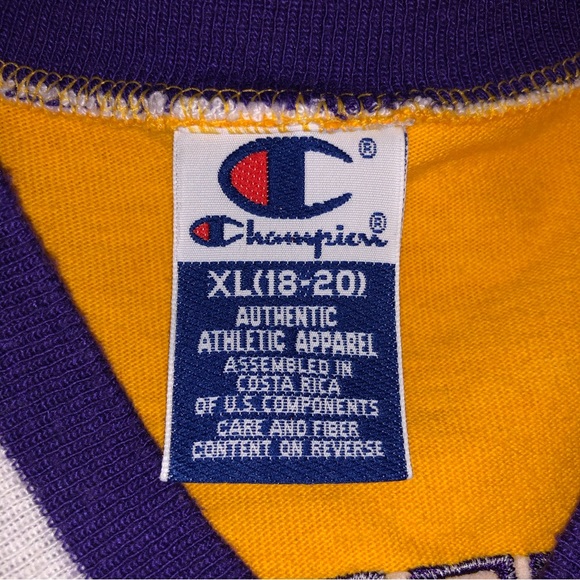 ®
Champion®
XL(18-20)
AUTHENTIC
ATHLETIC APPAREL
ASSEMBLED IN
COSTA RICA
OF U.S. COMPONENTS
CARE AND FIBER
CONTENT ON REVERSE